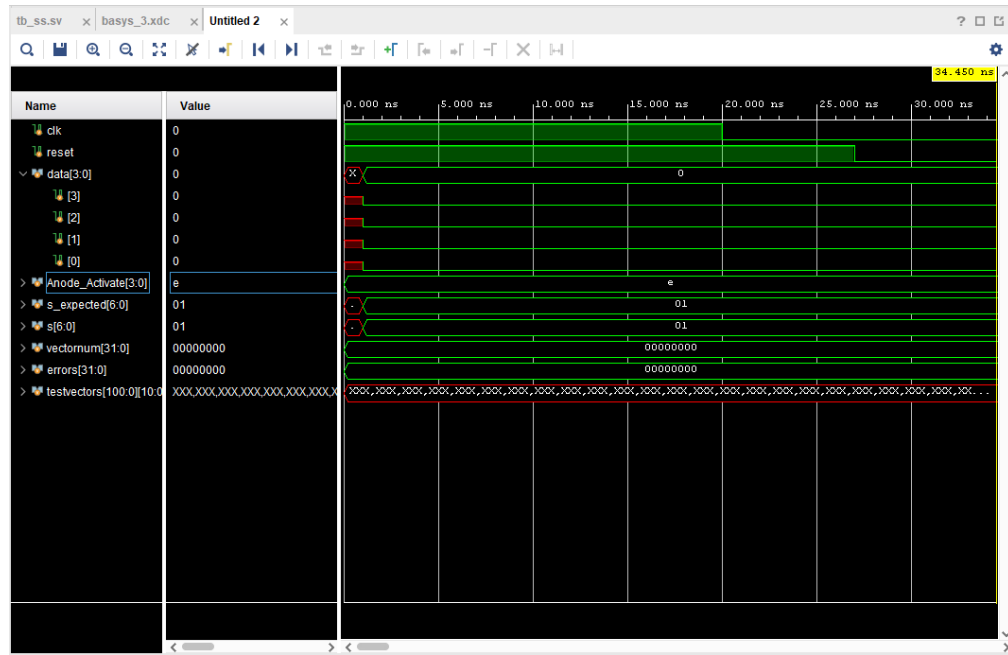 tb_ss.sv × basys_3.xdc × Untitled 2 ×
34.450 ns
Name Value 0.000 ns 5.000 ns 10.000 ns 15.000 ns 20.000 ns 25.000 ns 30.000 ns
clk 0
reset 0
data[3:0] 0 X 0
[3] 0
[2] 0
[1] 0
[0] 0
Anode_Activate[3:0] e e
s_expected[6:0] 01 . 01
s[6:0] 01 . 01
vectornum[31:0] 00000000 00000000
errors[31:0] 00000000 00000000
testvectors[100:0][10:0 XXX,XXX,XXX,XXX,XXX,XXX,XXX,X XXX,XXX,XXX,XXX,XXX,XXX,XXX,XXX,XXX,XXX,XXX,XXX,XXX,XXX,XXX,XXX,XXX,XX...